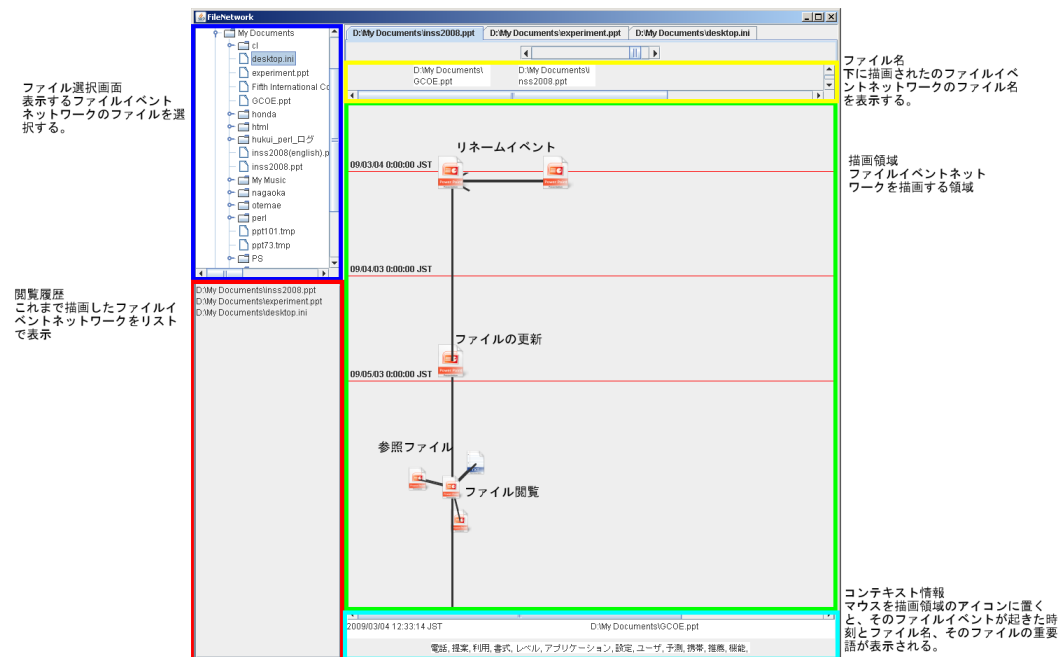 FileNetwork
My Documents
cl
desktop.ini
experiment.ppt
Fifth International Cc
GCOE.ppt
honda
html
hukui_perl_ログ
inss2008(english).p
inss2008.ppt
My Music
nagaoka
otemae
perl
ppt101.tmp
ppt73.tmp
PS
D:\My Documents\inss2008.ppt
D:\My Documents\experiment.ppt
D:\My Documents\desktop.ini
D:\My Documents\
GCOE.ppt
D:\My Documents\i
nss2008.ppt
ファイル選択画面
表示するファイルイベント
ネットワークのファイルを選
択する。
ファイル名
下に描画されたのファイルイベ
ントネットワークのファイル名
を表示する。
リネームイベント
09/03/04 0:00:00 JST
描画領域
ファイルイベントネット
ワークを描画する領域
09/04/03 0:00:00 JST
閲覧履歴
これまで描画したファイルイ
ベントネットワークをリスト
で表示
D:\My Documents\inss2008.ppt
D:\My Documents\experiment.ppt
D:\My Documents\desktop.ini
ファイルの更新
09/05/03 0:00:00 JST
参照ファイル
ファイル閲覧
コンテキスト情報
マウスを描画領域のアイコンに置く
と、そのファイルイベントが起きた時
刻とファイル名、そのファイルの重要
語が表示される。
2009/03/04 12:33:14 JST
D:\My Documents\GCOE.ppt
電話, 提案, 利用, 書式, レベル, アプリケーション, 設定, ユーザ, 予測, 携帯, 推薦, 機能,